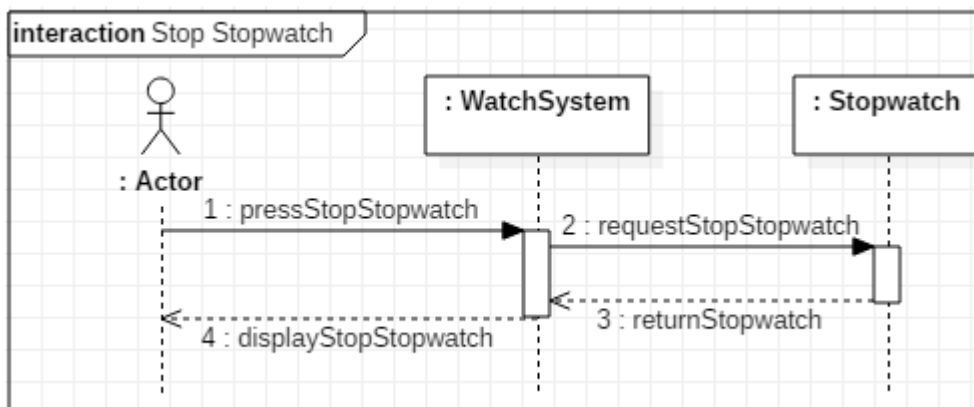 interaction Stop Stopwatch
: WatchSystem
: Stopwatch
: Actor
1 : pressStopStopwatch
2 : requestStopStopwatch
3 : returnStopwatch
4 : displayStopStopwatch